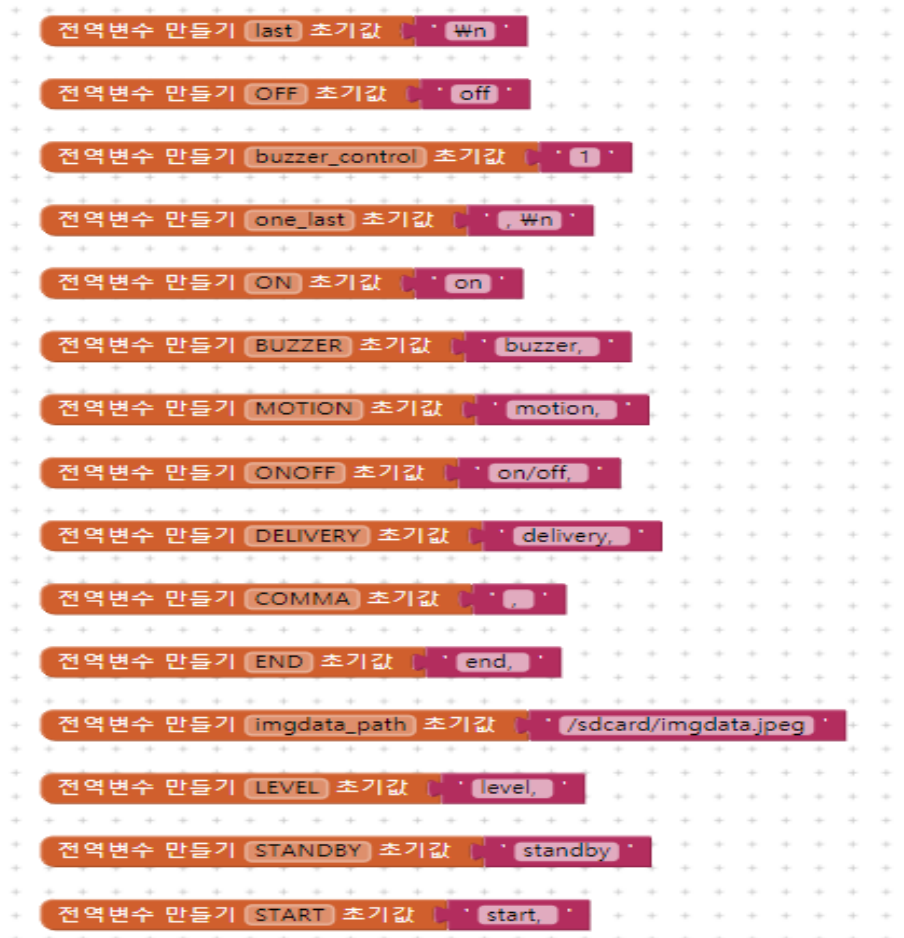 전역변수 만들기 last 초기값 " ₩n "
전역변수 만들기 OFF 초기값 " off "
전역변수 만들기 buzzer_control 초기값 " 1 "
전역변수 만들기 one_last 초기값 " , ₩n "
전역변수 만들기 ON 초기값 " on "
전역변수 만들기 BUZZER 초기값 " buzzer, "
전역변수 만들기 MOTION 초기값 " motion, "
전역변수 만들기 ONOFF 초기값 " on/off, "
전역변수 만들기 DELIVERY 초기값 " delivery, "
전역변수 만들기 COMMA 초기값 " , "
전역변수 만들기 END 초기값 " end, "
전역변수 만들기 imgdata_path 초기값 " /sdcard/imgdata.jpeg "
전역변수 만들기 LEVEL 초기값 " level, "
전역변수 만들기 STANDBY 초기값 " standby "
전역변수 만들기 START 초기값 " start, "